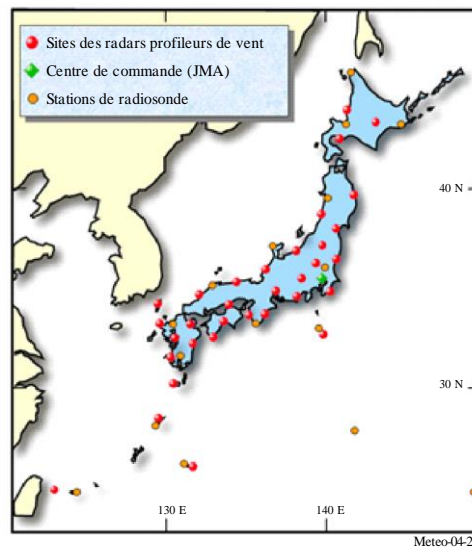 Sites des radars profileurs de vent
Centre de commande (JMA)
Stations de radiosonde
40 N
30 N
130 E
140 E
Meteo-04-2